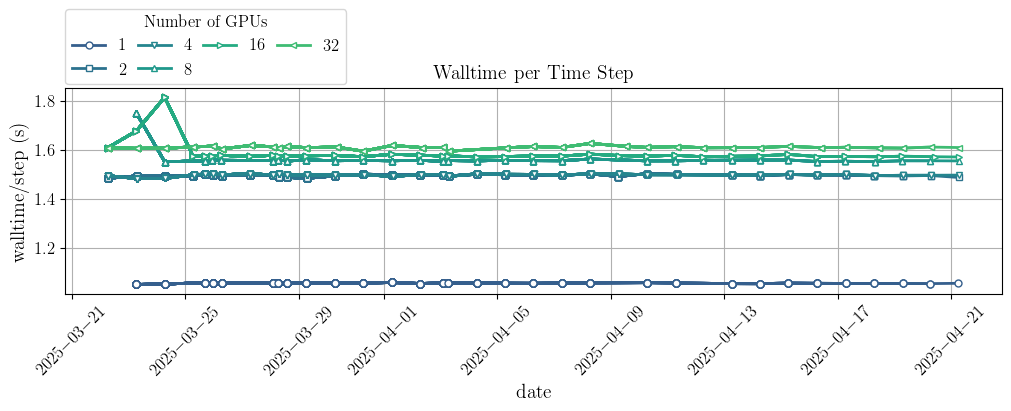 Number of GPUs
1 4 16 32
2 8
Walltime per Time Step
walltime/step (s)
1.8
1.6
1.4
1.2
2025−03−21
2025−03−25
2025−03−29
2025−04−01
2025−04−05
2025−04−09
2025−04−13
2025−04−17
2025−04−21
date